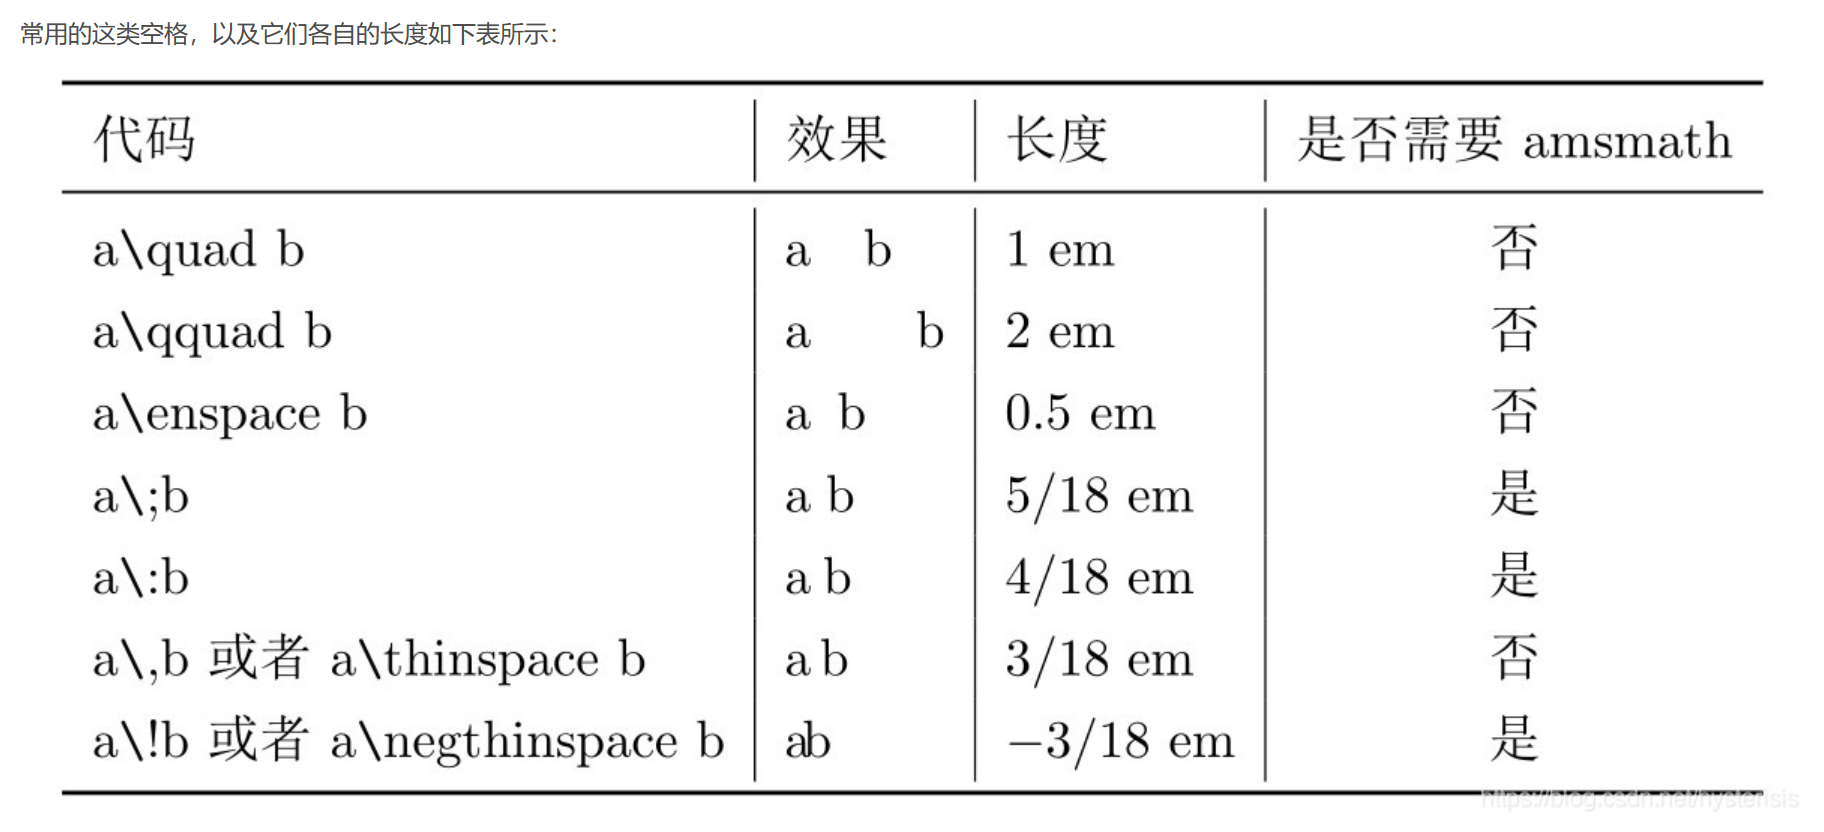 常用的这类空格，以及它们各自的长度如下表所示：
代码 效果 长度 是否需要 amsmath
a\quad b a b 1 em 否
a\qquad b a b 2 em 否
a\enspace b a b 0.5 em 否
a\;b a b 5/18 em 是
a\:b a b 4/18 em 是
a\,b 或者 a\thinspace b a b 3/18 em 否
a\!b 或者 a\negthinspace b ab −3/18 em 是
https://blog.csdn.net/hysterisis